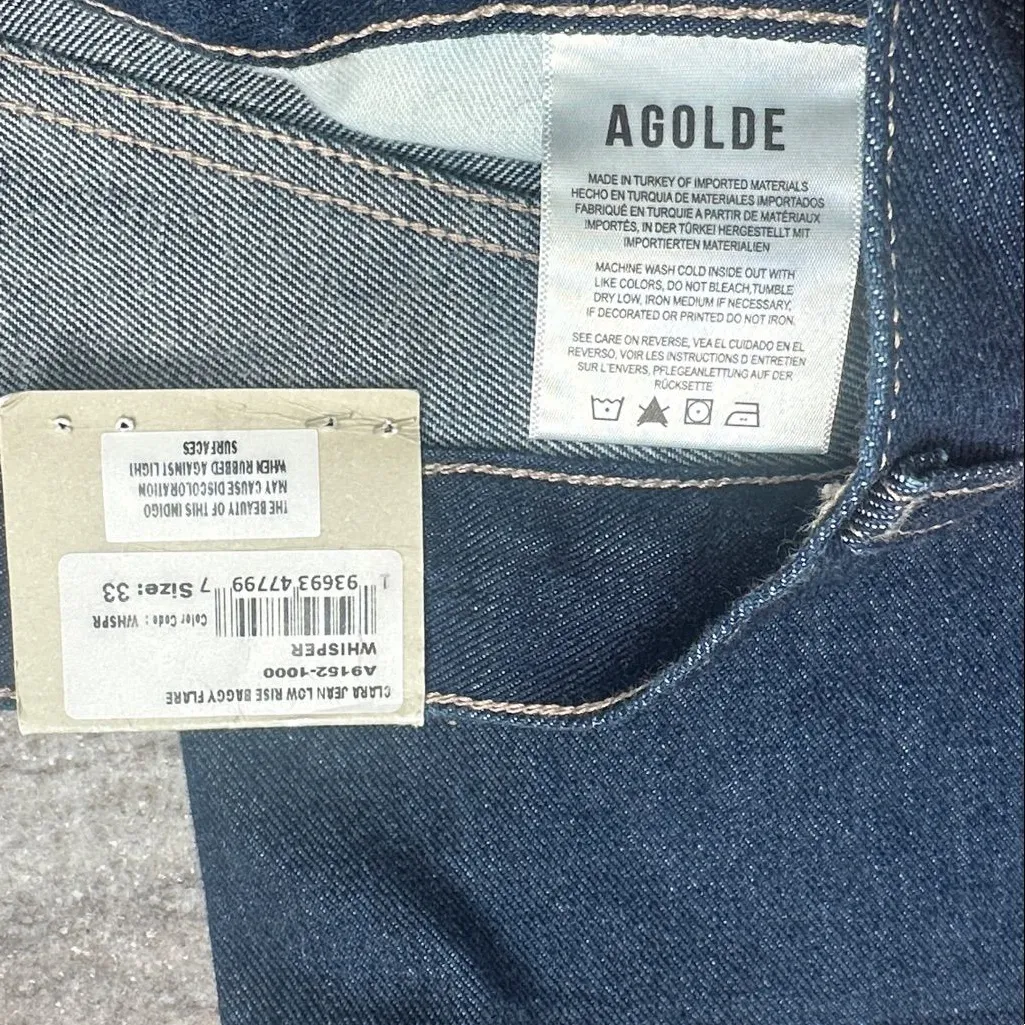 AGOLDE
MADE IN TURKEY OF IMPORTED MATERIALS
HECHO EN TURQUIA DE MATERIALES IMPORTADOS
FABRIQUÉ EN TURQUIE A PARTIR DE MATÉRIAUX
IMPORTÉS, IN DER TÜRKEI HERGESTELLT MIT
IMPORTIERTEN MATERIALIEN
MACHINE WASH COLD INSIDE OUT WITH
LIKE COLORS, DO NOT BLEACH,TUMBLE
DRY LOW, IRON MEDIUM IF NECESSARY,
IF DECORATED OR PRINTED DO NOT IRON.
SEE CARE ON REVERSE, VEA EL CUIDADO EN EL
REVERSO, VOIR LES INSTRUCTIONS D ENTRETIEN
SUR L'ENVERS, PFLEGEANLETTUNG AUF DER
RÜCKSETTE
CLARA JEAN LOW RISE BAGGY FLARE
A9152-1000
WHISPER
Color Code : WHSPR
1 93693 47799 7
Size: 33
THE BEAUTY OF THIS INDIGO
MAY CAUSE DISCOLORATION
WHEN RUBBED AGAINST LIGHT
SURFACES